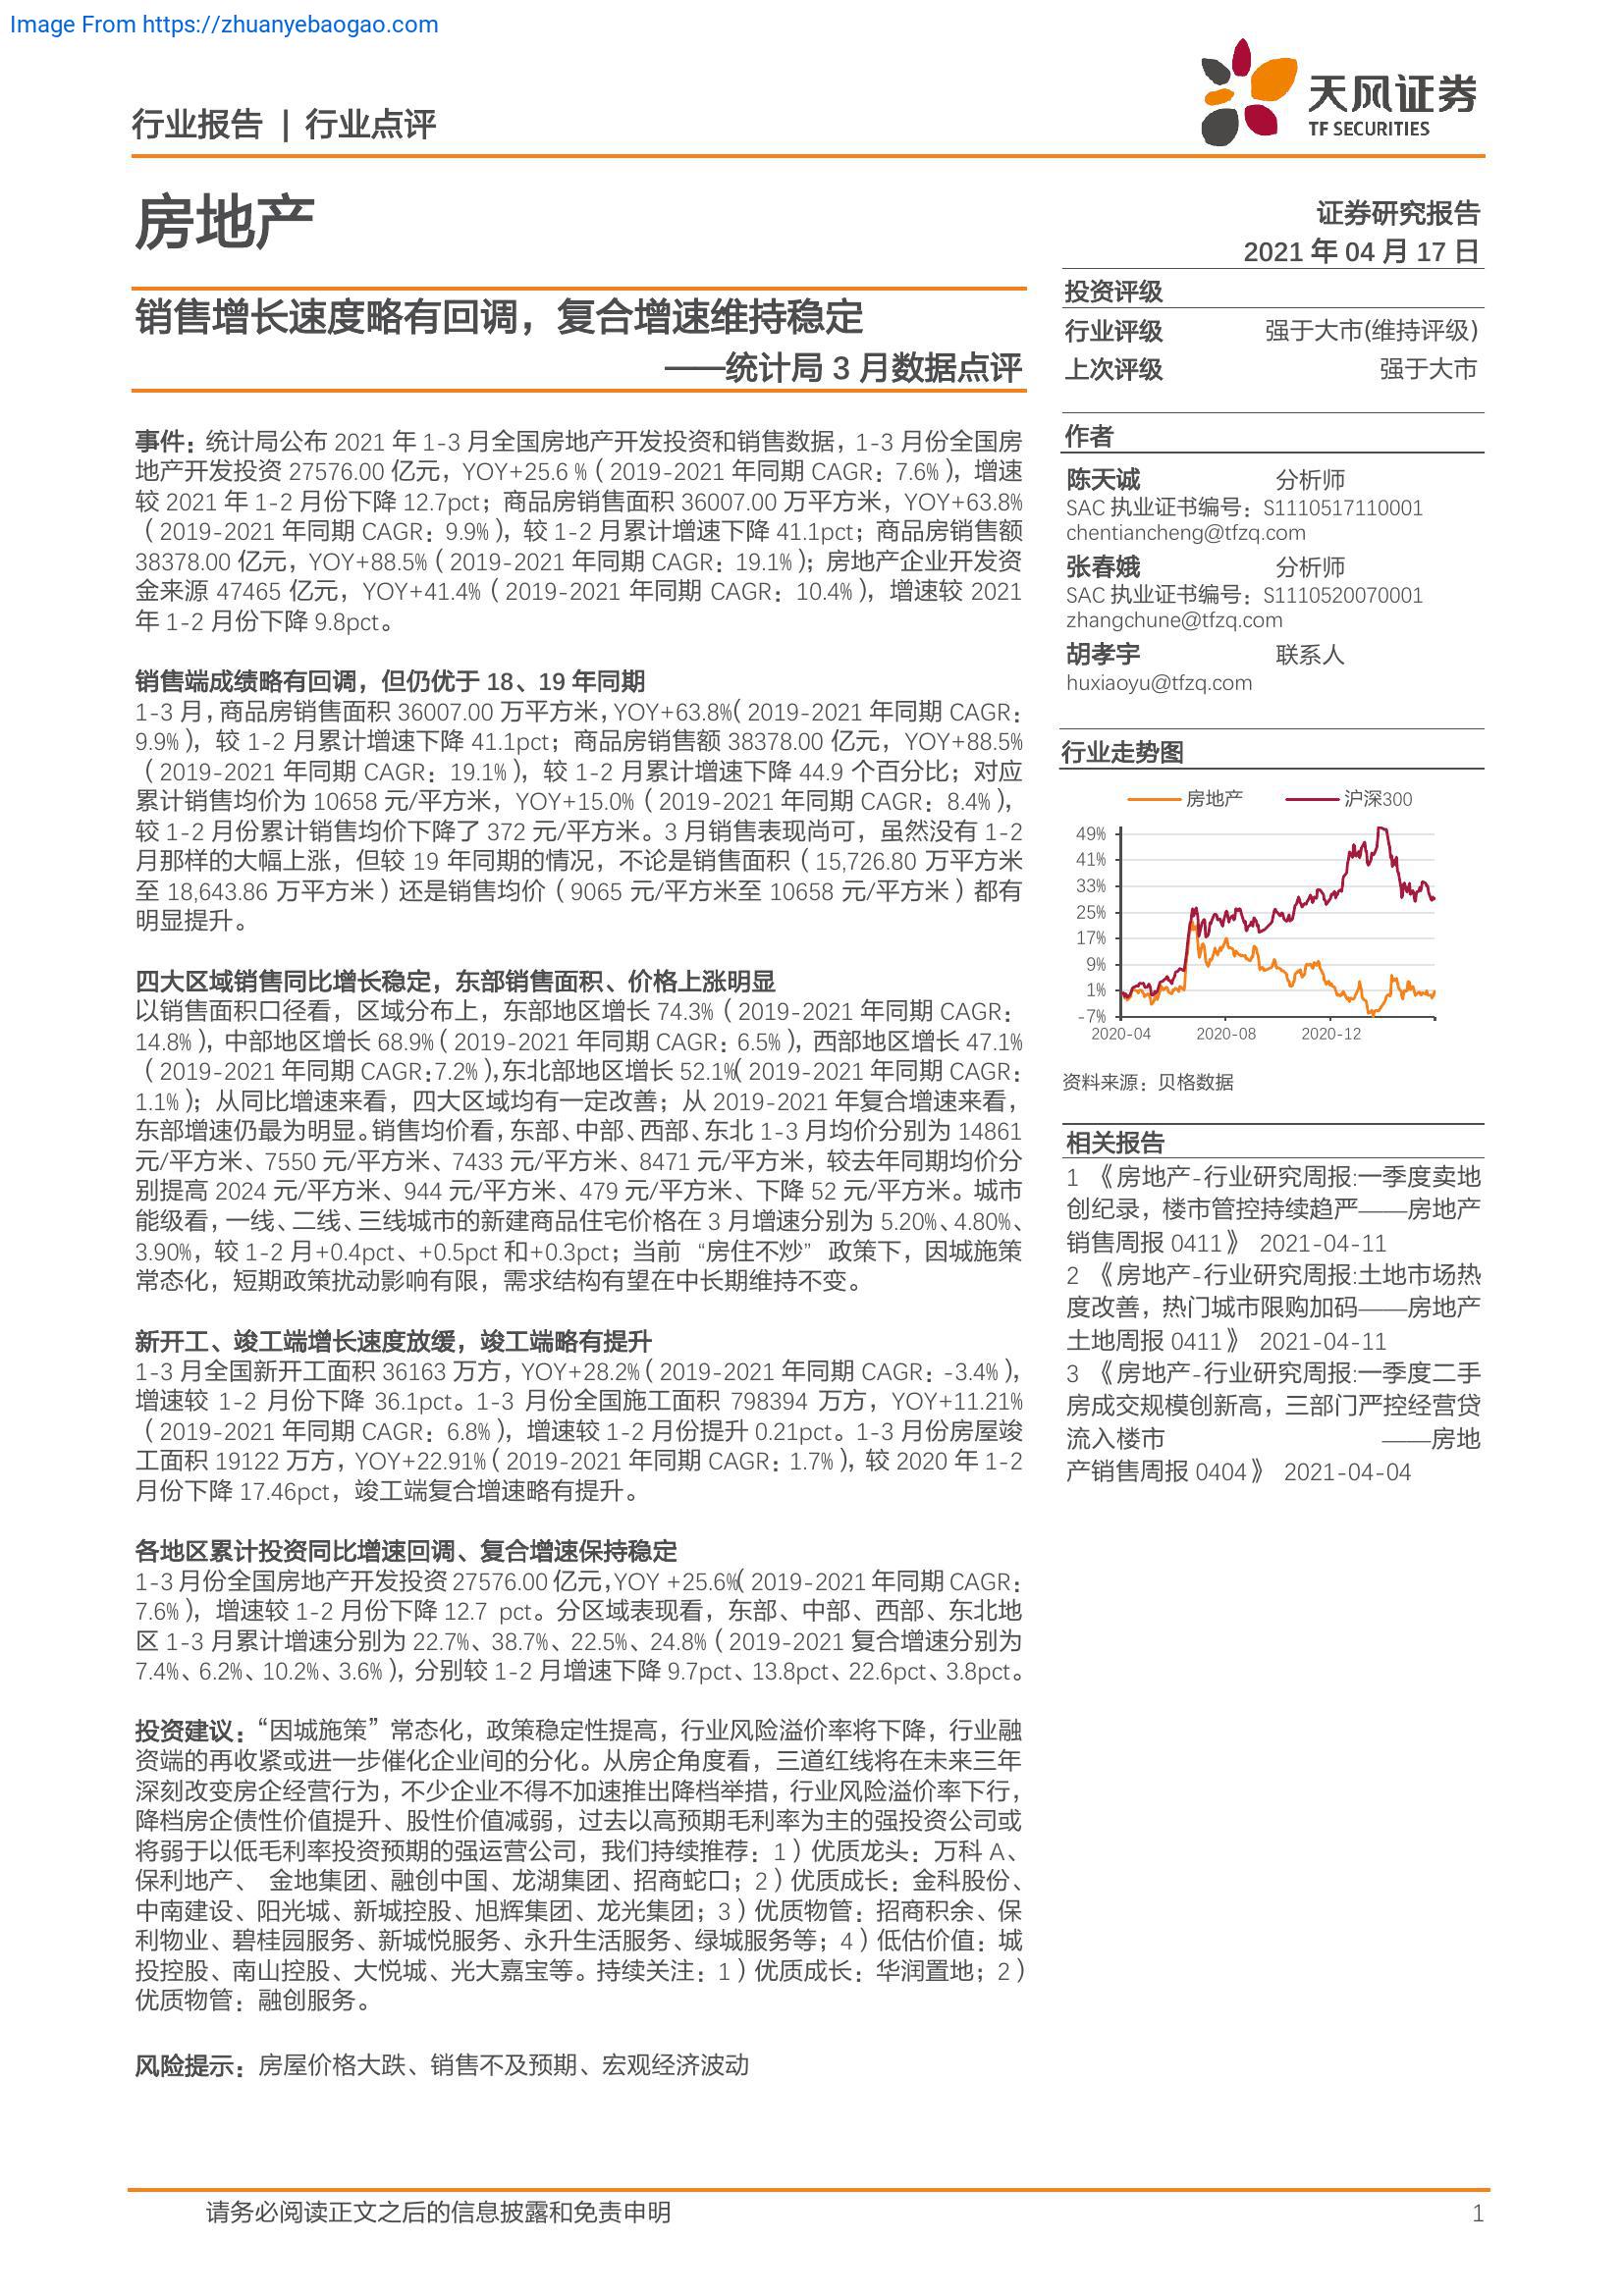 Image From https://zhuanyebaogao.com
天风证券
TF SECURITIES
行业报告 | 行业点评
房地产
证券研究报告
2021 年 04 月 17 日
销售增长速度略有回调，复合增速维持稳定
——统计局 3 月数据点评
事件：统计局公布 2021 年 1-3 月全国房地产开发投资和销售数据，1-3 月份全国房
地产开发投资 27576.00 亿元，YOY+25.6 %（2019-2021 年同期 CAGR：7.6%），增速
较 2021 年 1-2 月份下降 12.7pct；商品房销售面积 36007.00 万平方米，YOY+63.8%
（2019-2021 年同期 CAGR：9.9%），较 1-2 月累计增速下降 41.1pct；商品房销售额
38378.00 亿元，YOY+88.5%（2019-2021 年同期 CAGR：19.1%）；房地产企业开发资
金来源 47465 亿元，YOY+41.4%（2019-2021 年同期 CAGR：10.4%），增速较 2021
年 1-2 月份下降 9.8pct。
销售端成绩略有回调，但仍优于 18、19 年同期
1-3 月，商品房销售面积 36007.00 万平方米，YOY+63.8%（2019-2021 年同期 CAGR：
9.9%），较 1-2 月累计增速下降 41.1pct；商品房销售额 38378.00 亿元，YOY+88.5%
（2019-2021 年同期 CAGR：19.1%），较 1-2 月累计增速下降 44.9 个百分比；对应
累计销售均价为 10658 元/平方米，YOY+15.0%（2019-2021 年同期 CAGR：8.4%），
较 1-2 月份累计销售均价下降了 372 元/平方米。3 月销售表现尚可，虽然没有 1-2
月那样的大幅上涨，但较 19 年同期的情况，不论是销售面积（15,726.80 万平方米
至 18,643.86 万平方米）还是销售均价（9065 元/平方米至 10658 元/平方米）都有
明显提升。
四大区域销售同比增长稳定，东部销售面积、价格上涨明显
以销售面积口径看，区域分布上，东部地区增长 74.3%（2019-2021 年同期 CAGR：
14.8%），中部地区增长 68.9%（2019-2021 年同期 CAGR：6.5%），西部地区增长 47.1%
（2019-2021 年同期 CAGR：7.2%），东北部地区增长 52.1%（2019-2021 年同期 CAGR：
1.1%）；从同比增速来看，四大区域均有一定改善；从 2019-2021 年复合增速来看，
东部增速仍最为明显。销售均价看，东部、中部、西部、东北 1-3 月均价分别为 14861
元/平方米、7550 元/平方米、7433 元/平方米、8471 元/平方米，较去年同期均价分
别提高 2024 元/平方米、944 元/平方米、479 元/平方米、下降 52 元/平方米。城市
能级看，一线、二线、三线城市的新建商品住宅价格在 3 月增速分别为 5.20%、4.80%、
3.90%，较 1-2 月+0.4pct、+0.5pct 和+0.3pct；当前 “房住不炒” 政策下，因城施策
常态化，短期政策扰动影响有限，需求结构有望在中长期维持不变。
新开工、竣工端增长速度放缓，竣工端略有提升
1-3 月全国新开工面积 36163 万方，YOY+28.2%（2019-2021 年同期 CAGR：-3.4%），
增速较 1-2 月份下降 36.1pct。1-3 月份全国施工面积 798394 万方，YOY+11.21%
（2019-2021 年同期 CAGR：6.8%），增速较 1-2 月份提升 0.21pct。1-3 月份房屋竣
工面积 19122 万方，YOY+22.91%（2019-2021 年同期 CAGR：1.7%），较 2020 年 1-2
月份下降 17.46pct，竣工端复合增速略有提升。
各地区累计投资同比增速回调、复合增速保持稳定
1-3 月份全国房地产开发投资 27576.00 亿元，YOY +25.6%（2019-2021 年同期 CAGR：
7.6%），增速较 1-2 月份下降 12.7 pct。分区域表现看，东部、中部、西部、东北地
区 1-3 月累计增速分别为 22.7%、38.7%、22.5%、24.8%（2019-2021 复合增速分别为
7.4%、6.2%、10.2%、3.6%），分别较 1-2 月增速下降 9.7pct、13.8pct、22.6pct、3.8pct。
投资建议：“因城施策”常态化，政策稳定性提高，行业风险溢价率将下降，行业融
资端的再收紧或进一步催化企业间的分化。从房企角度看，三道红线将在未来三年
深刻改变房企经营行为，不少企业不得不加速推出降档举措，行业风险溢价率下行，
降档房企债性价值提升、股性价值减弱，过去以高预期毛利率为主的强投资公司或
将弱于以低毛利率投资预期的强运营公司，我们持续推荐：1）优质龙头：万科 A、
保利地产、 金地集团、融创中国、龙湖集团、招商蛇口；2）优质成长：金科股份、
中南建设、阳光城、新城控股、旭辉集团、龙光集团；3）优质物管：招商积余、保
利物业、碧桂园服务、新城悦服务、永升生活服务、绿城服务等；4）低估价值：城
投控股、南山控股、大悦城、光大嘉宝等。持续关注：1）优质成长：华润置地；2）
优质物管：融创服务。
风险提示：房屋价格大跌、销售不及预期、宏观经济波动
投资评级
行业评级 强于大市(维持评级)
上次评级 强于大市
作者
陈天诚 分析师
SAC 执业证书编号：S1110517110001
chentiancheng@tfzq.com
张春娥 分析师
SAC 执业证书编号：S1110520070001
zhangchune@tfzq.com
胡孝宇 联系人
huxiaoyu@tfzq.com
行业走势图
房地产 沪深300
49%
41%
33%
25%
17%
9%
1%
-7%
2020-04 2020-08 2020-12
资料来源：贝格数据
相关报告
1 《房地产-行业研究周报:一季度卖地
创纪录，楼市管控持续趋严——房地产
销售周报 0411》 2021-04-11
2 《房地产-行业研究周报:土地市场热
度改善，热门城市限购加码——房地产
土地周报 0411》 2021-04-11
3 《房地产-行业研究周报:一季度二手
房成交规模创新高，三部门严控经营贷
流入楼市 ——房地
产销售周报 0404》 2021-04-04
请务必阅读正文之后的信息披露和免责申明 1